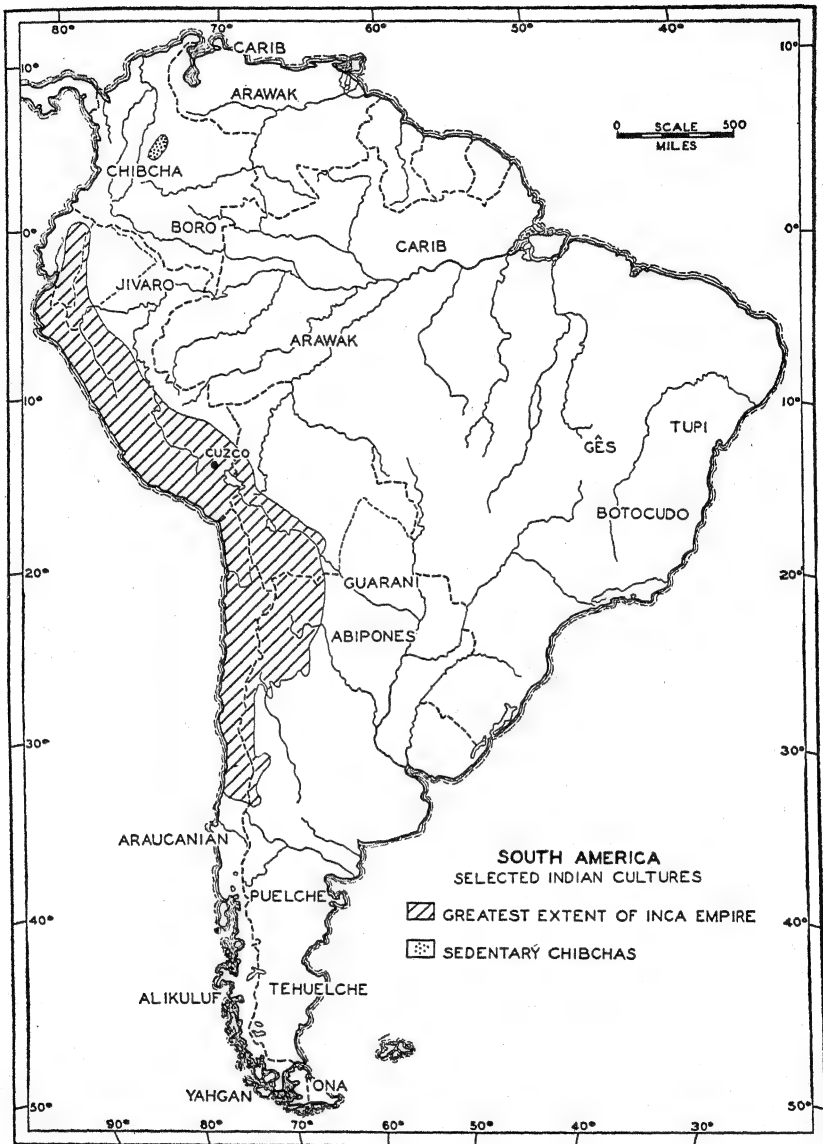 80° 70° 60° 50° 40°
CARIB
10° 10°
ARAWAK
0 SCALE 500
MILES
CHIBCHA
BORO
0° 0°
CARIB
JIVARO
ARAWAK
10° 10°
TUPI
GÊS
CUZCO
BOTOCUDO
20° 20°
GUARANI
ABIPONES
30° 30°
ARAUCANIAN
SOUTH AMERICA
SELECTED INDIAN CULTURES
PUELCHE
GREATEST EXTENT OF INCA EMPIRE
40° 40°
SEDENTARY CHIBCHAS
TEHUELCHE
ALIKULUF
ONA
YAHGAN
50° 50°
90° 80° 70° 60° 50° 40° 30°